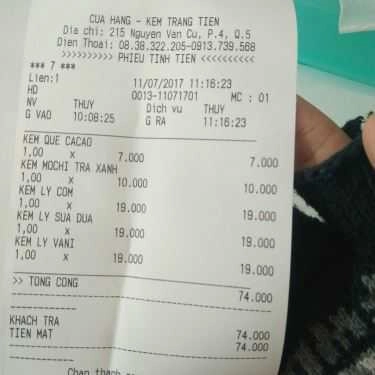 CUA HANG - KEM TRANG TIEN
Dia chi: 215 Nguyen Van Cu, P.4, Q.5
Dien Thoai: 08.38.322.205-0913.739.568
>>>>>>>>>> PHIEU TINH TIEN <<<<<<<<<<
*** 7 ***
Lien:1 11/07/2017 11:16:23
HD 0013-11071701 MC : 01
NV THUY Dich vu THUY
G VAO 10:08:25 G RA 11:16:23
KEM QUE CACAO
1,00 X 7.000 7.000
KEM MOCHI TRA XANH
1,00 X 10.000 10.000
KEM LY COM
1,00 X 19.000 19.000
KEM LY SUA DUA
1,00 X 19.000 19.000
KEM LY VANI
1,00 X 19.000 19.000
>> TONG CONG 74.000
KHACH TRA 74.000
TIEN MAT 74.000